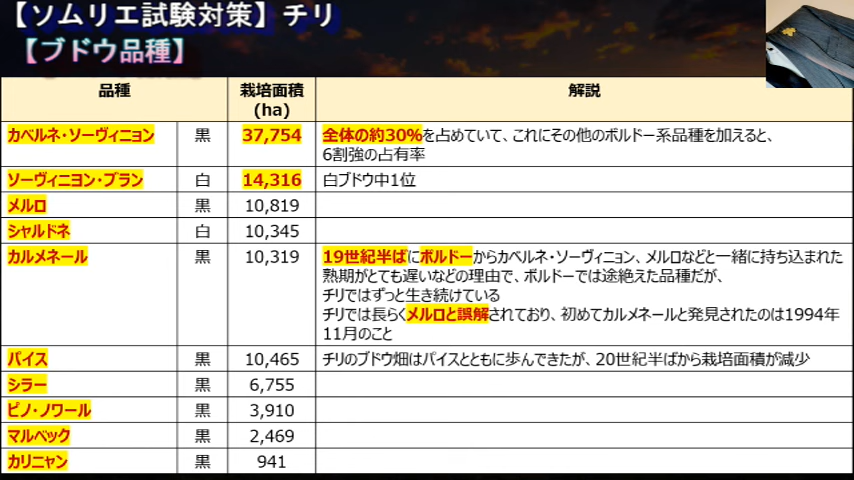 【ソムリエ試験対策】チリ
【ブドウ品種】
品種 栽培面積(ha) 解説
カベルネ・ソーヴィニョン 黒 37,754 全体の約30%を占めていて、これにその他のボルドー系品種を加えると、
6割強の占有率
ソーヴィニヨン・ブラン 白 14,316 白ブドウ中1位
メルロ 黒 10,819
シャルドネ 白 10,345
カルメネール 黒 10,319 19世紀半ばにボルドーからカベルネ・ソーヴィニョン、メルロなどと一緒に持ち込まれた
熟期がとても遅いなどの理由で、ボルドーでは途絶えた品種だが、
チリではずっと生き続けている
チリでは長らくメルロと誤解されており、初めてカルメネールと発見されたのは1994年
11月のこと
パイス 黒 10,465 チリのブドウ畑はパイスとともに歩んできたが、20世紀半ばから栽培面積が減少
シラー 黒 6,755
ピノ・ノワール 黒 3,910
マルベック 黒 2,469
カリニャン 黒 941